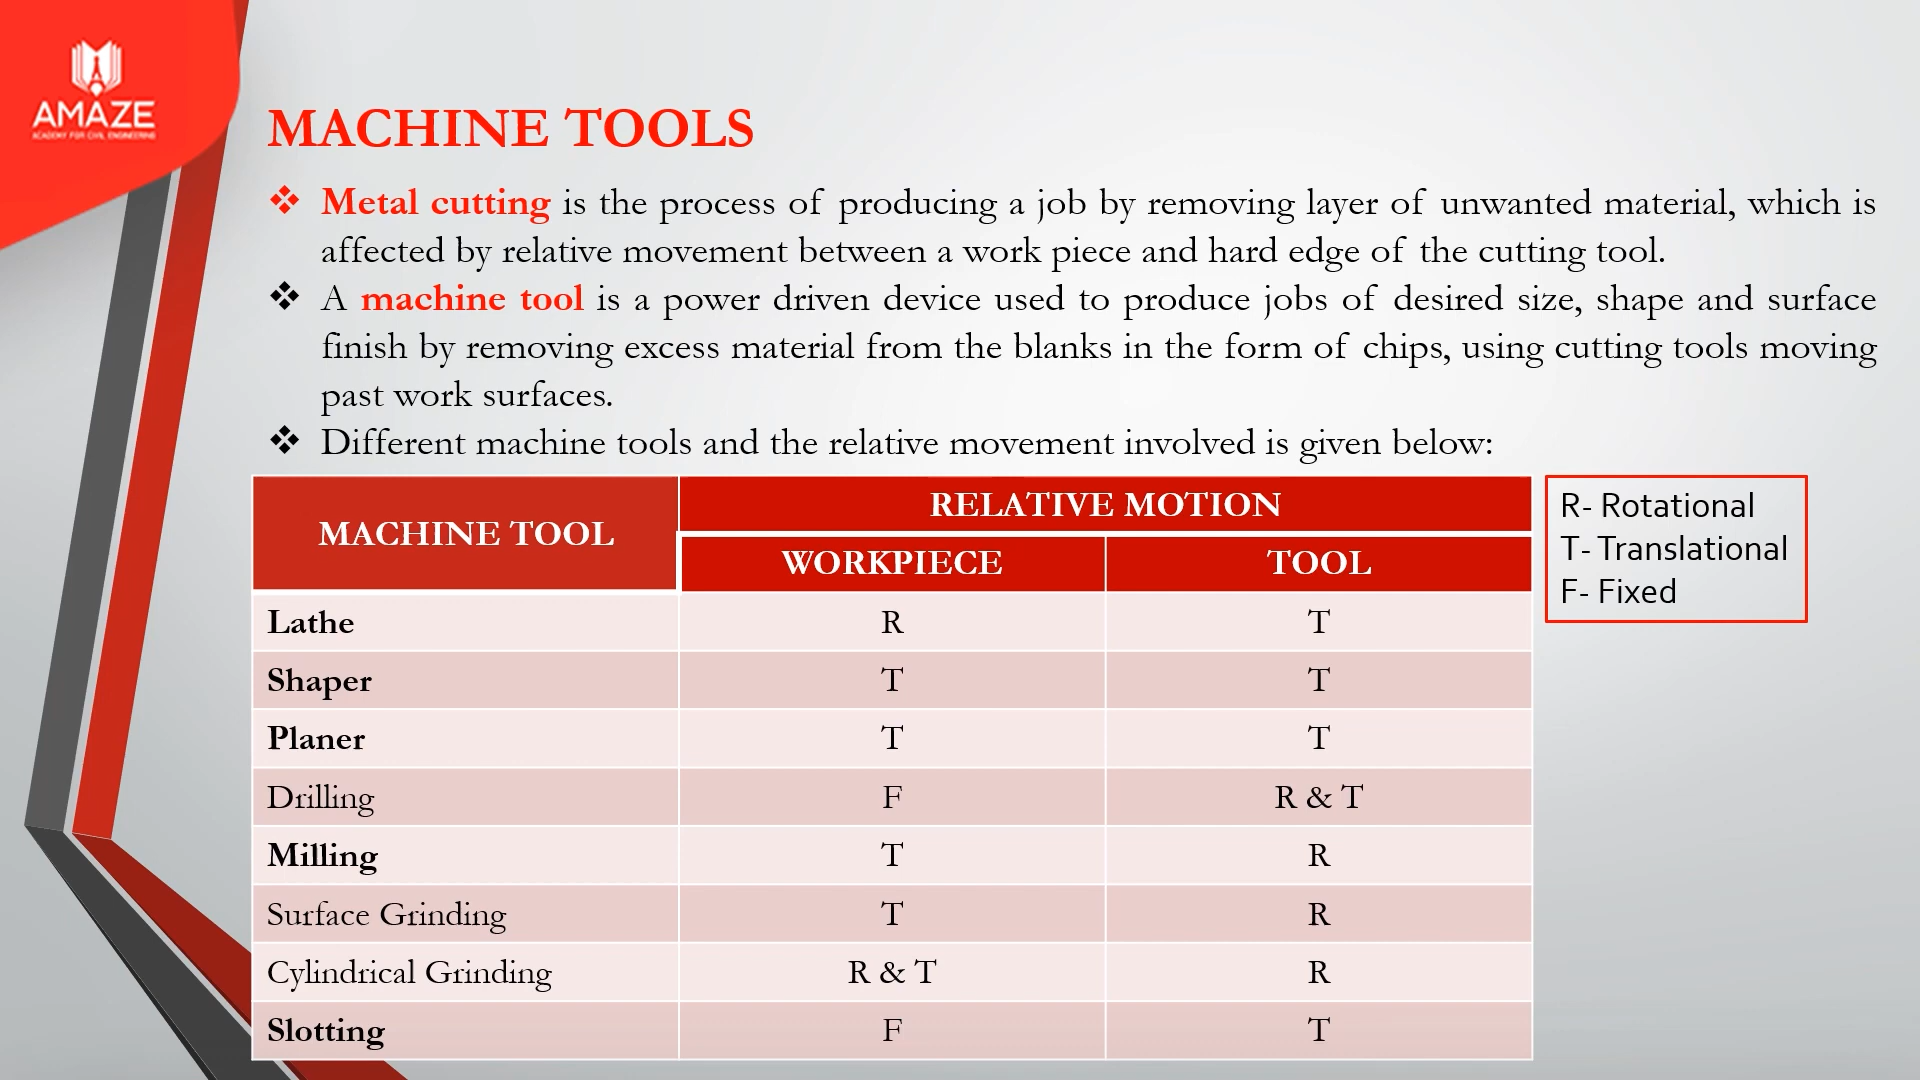 AMAZE
ACADEMY FOR CIVIL ENGINEERING
MACHINE TOOLS
❖ Metal cutting is the process of producing a job by removing layer of unwanted material, which is
affected by relative movement between a work piece and hard edge of the cutting tool.
❖ A machine tool is a power driven device used to produce jobs of desired size, shape and surface
finish by removing excess material from the blanks in the form of chips, using cutting tools moving
past work surfaces.
❖ Different machine tools and the relative movement involved is given below:
MACHINE TOOL RELATIVE MOTION
WORKPIECE TOOL
Lathe R T
Shaper T T
Planer T T
Drilling F R & T
Milling T R
Surface Grinding T R
Cylindrical Grinding R & T R
Slotting F T
R- Rotational
T- Translational
F- Fixed